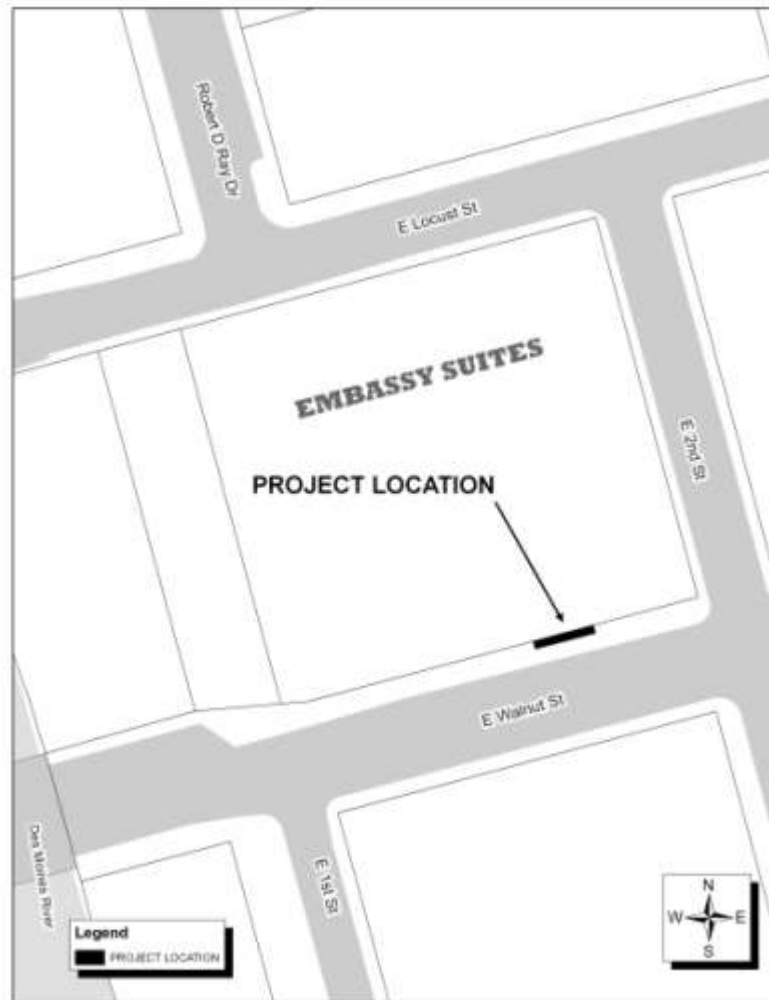 Robert D Ray Dr
E Locust St
EMBASSY SUITES
E 2nd St
PROJECT LOCATION
E Walnut St
E 1st St
Des Moines River
Legend
PROJECT LOCATION
N
W E
S